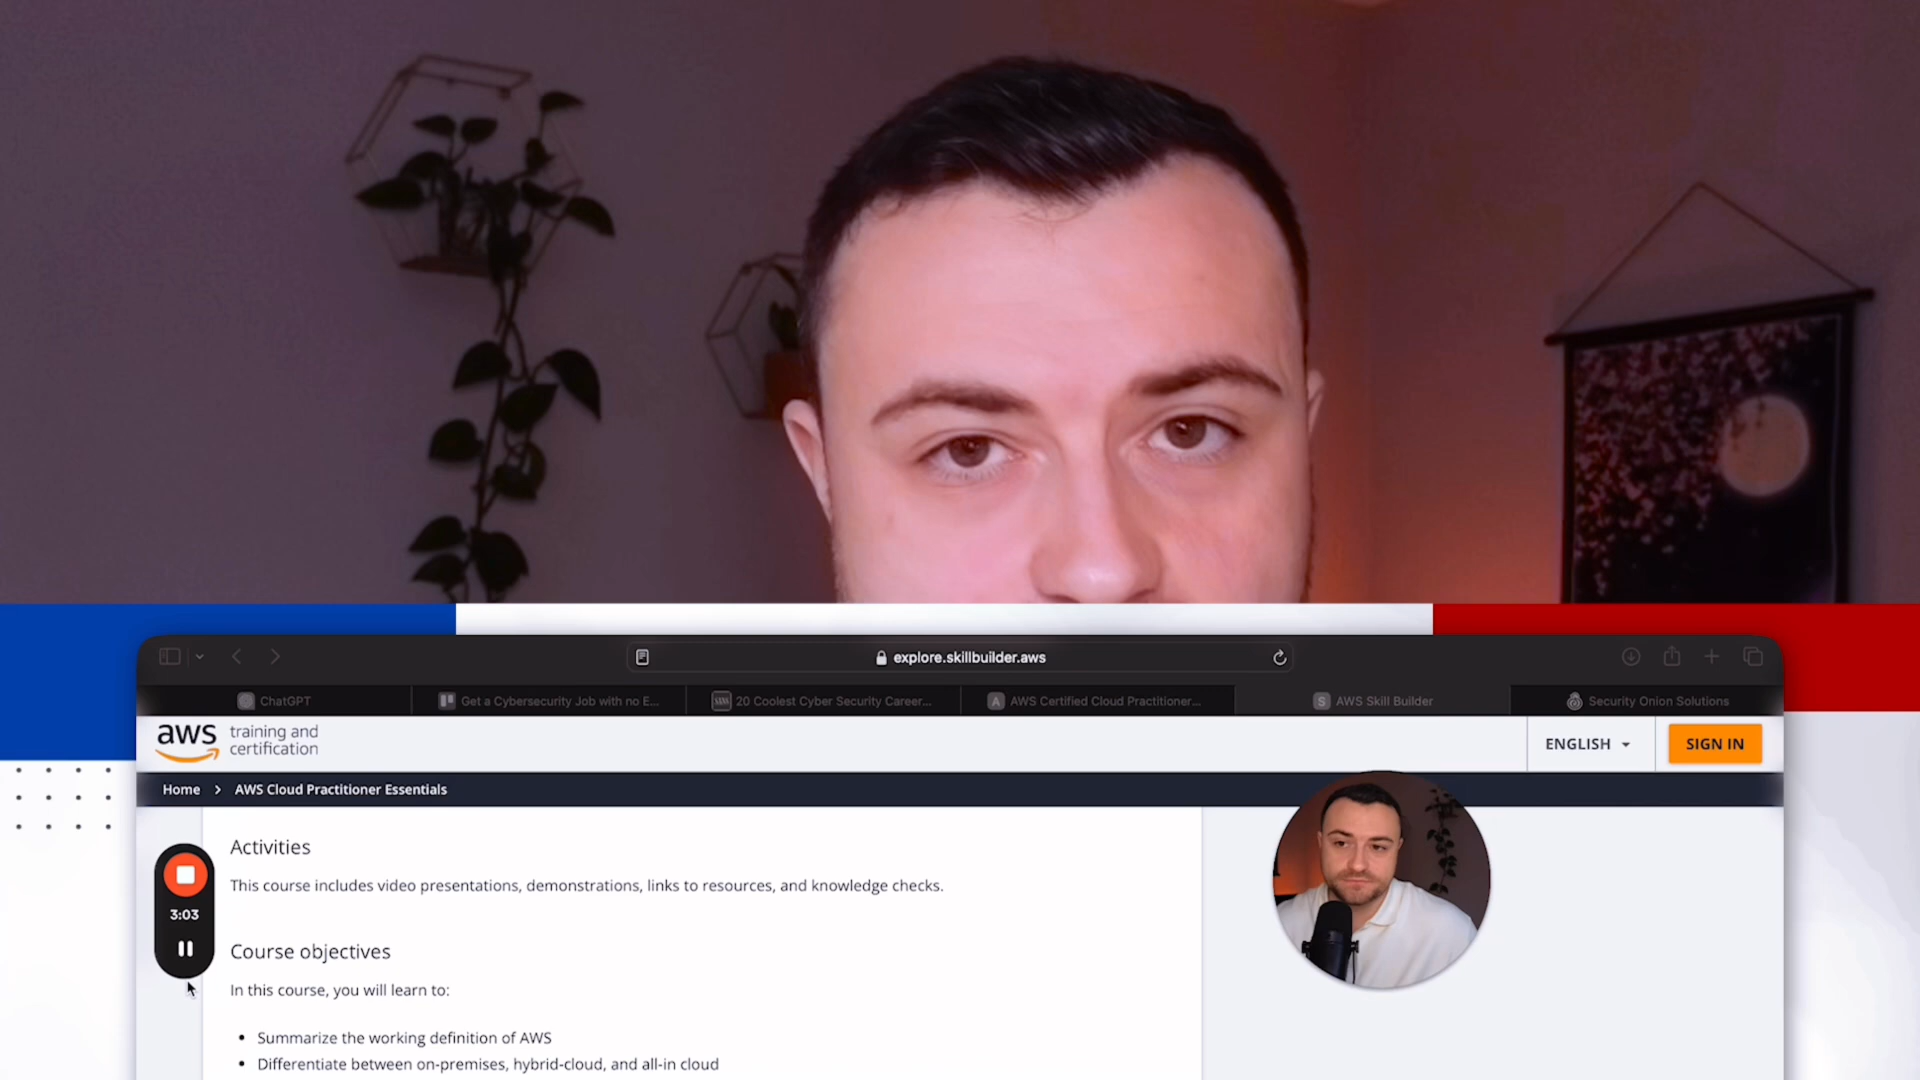 explore.skillbuilder.aws
ChatGPT
Get a Cybersecurity Job with no E...
SANS
20 Coolest Cyber Security Career...
A
AWS Certified Cloud Practitioner...
S
AWS Skill Builder
Security Onion Solutions
aws
training and
certification
ENGLISH
SIGN IN
Home > AWS Cloud Practitioner Essentials
Activities
This course includes video presentations, demonstrations, links to resources, and knowledge checks.
3:03
Course objectives
In this course, you will learn to:
• Summarize the working definition of AWS
• Differentiate between on-premises, hybrid-cloud, and all-in cloud